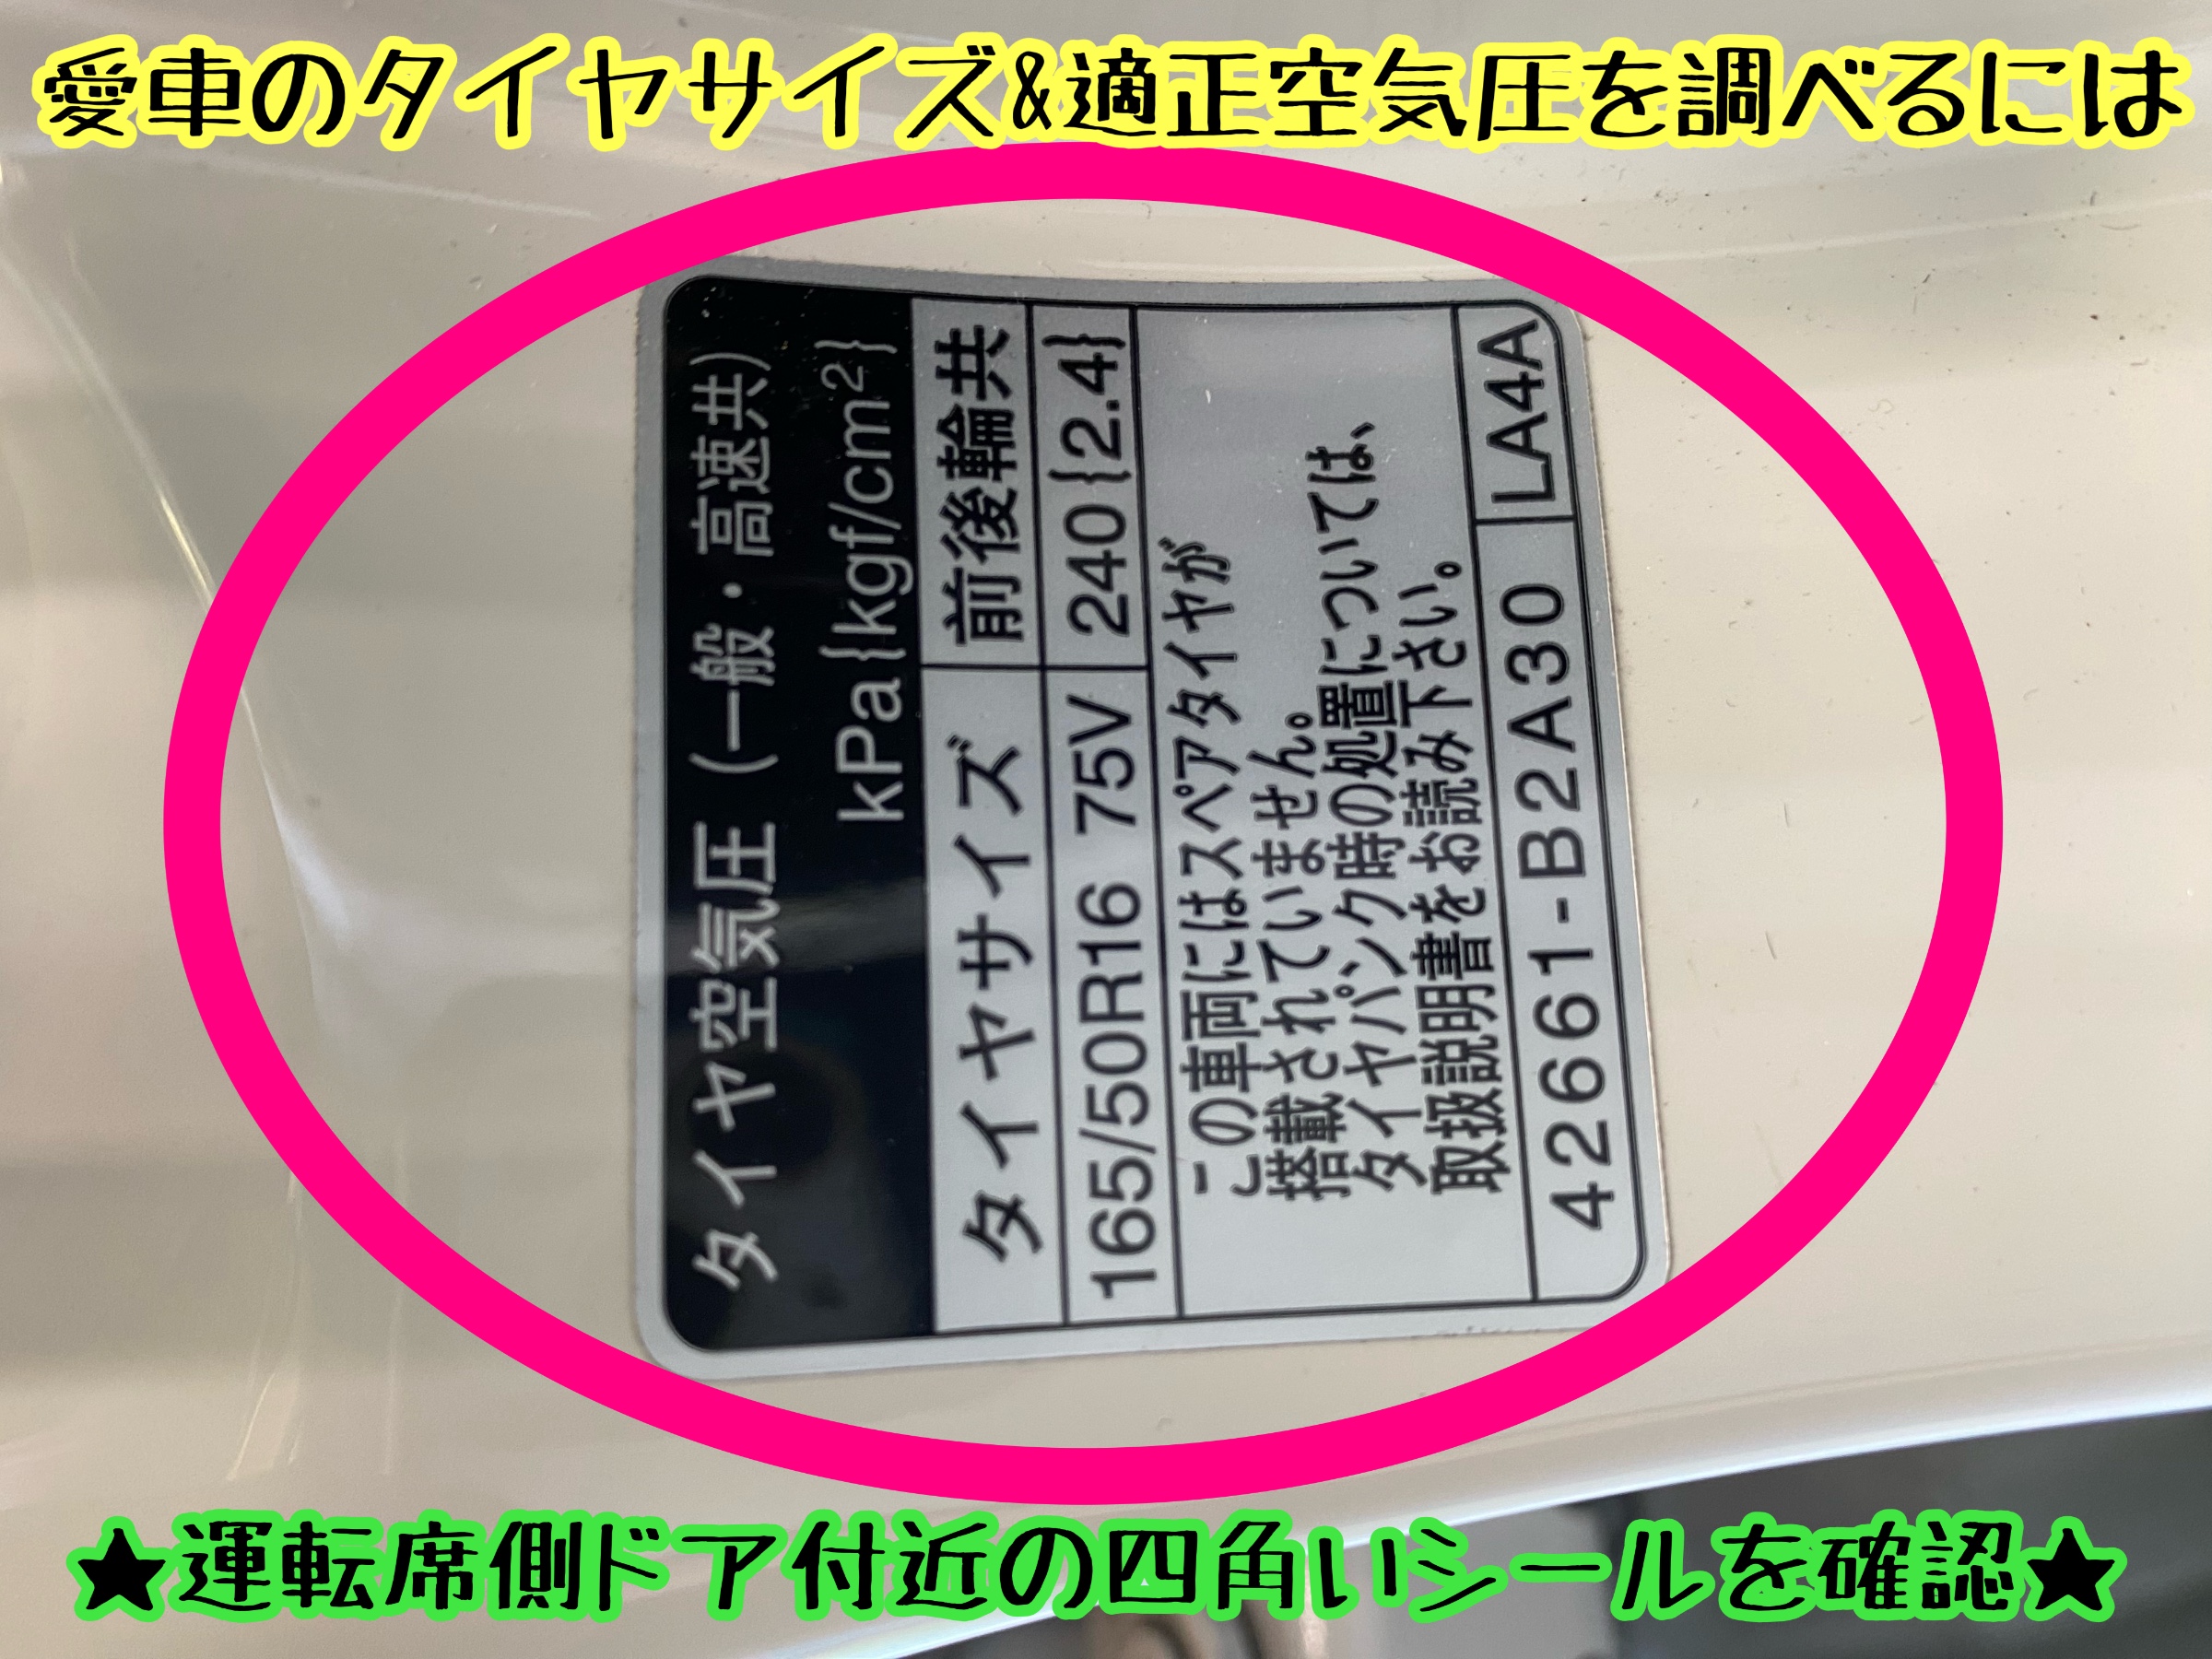 愛車のタイヤサイズ&適正空気圧を調べるには
タイヤ空気圧（一般・高速共）
kPa{kgf/cm²}
タイヤサイズ 前後輪共
165/50R16 75V 240{2.4}
この車両にはスペアタイヤが
搭載されていません。
タイヤパンク時の処置については、
取扱説明書をお読み下さい。
42661-B2A30 LA4A
★運転席側ドア付近の四角いシールを確認★